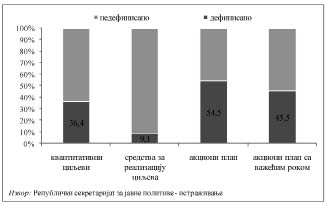 недефинисано дефинисано
100%
90%
80%
70%
60%
50%
40%
30%
20%
10%
0%
36,4
9,1
54,5
45,5
квантитативни циљеви
средства за реализацију циљева
акциони план
акциони план са важећим роком
Извор: Републички секретаријат за јавне политике - истраживање